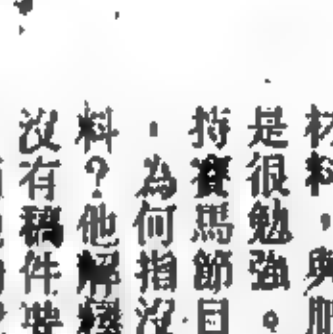 材料，與
是很勉強。
持賽馬節目
，為何指沒
料？他解釋
沒有稿件